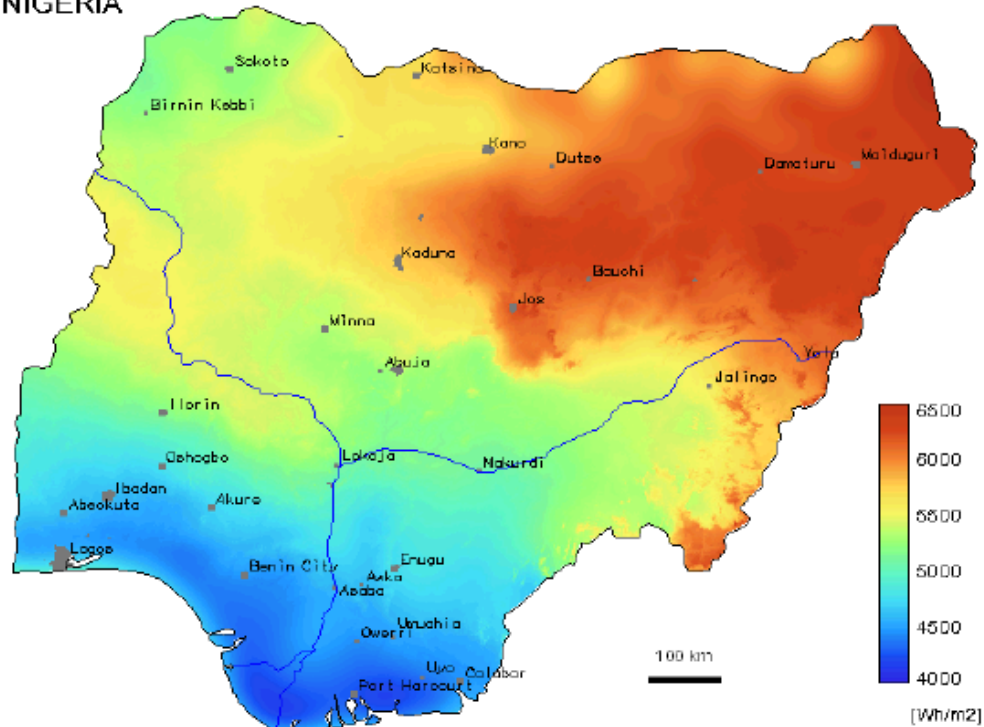 NIGERIA
Sokoto
Katsina
Birnin Kebbi
Kano
Dutse
Damaturu
Maiduguri
Kaduna
Bauchi
Jos
Minna
Yola
Abuja
Jalingo
Ilorin
6500
Oshogbo
Lokoja
Makurdi
6000
Ibadan
Abeokuta
Akure
5500
Lagos
Benin City
Enugu
Awka
Asaba
5000
Umuahia
Owerri
4500
100 km
Uyo
Calabar
Port Harcourt
4000
[Wh/m2]